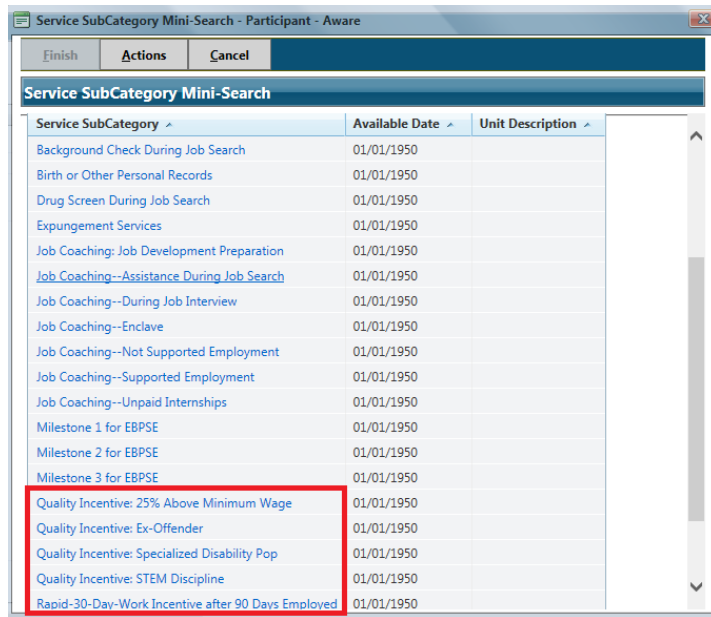 Service SubCategory Mini-Search - Participant - Aware
Finish Actions Cancel
Service SubCategory Mini-Search
Service SubCategory Available Date Unit Description
Background Check During Job Search 01/01/1950
Birth or Other Personal Records 01/01/1950
Drug Screen During Job Search 01/01/1950
Expungement Services 01/01/1950
Job Coaching: Job Development Preparation 01/01/1950
Job Coaching--Assistance During Job Search 01/01/1950
Job Coaching--During Job Interview 01/01/1950
Job Coaching--Enclave 01/01/1950
Job Coaching--Not Supported Employment 01/01/1950
Job Coaching--Supported Employment 01/01/1950
Job Coaching--Unpaid Internships 01/01/1950
Milestone 1 for EBPSE 01/01/1950
Milestone 2 for EBPSE 01/01/1950
Milestone 3 for EBPSE 01/01/1950
Quality Incentive: 25% Above Minimum Wage 01/01/1950
Quality Incentive: Ex-Offender 01/01/1950
Quality Incentive: Specialized Disability Pop 01/01/1950
Quality Incentive: STEM Discipline 01/01/1950
Rapid-30-Day-Work Incentive after 90 Days Employed 01/01/1950